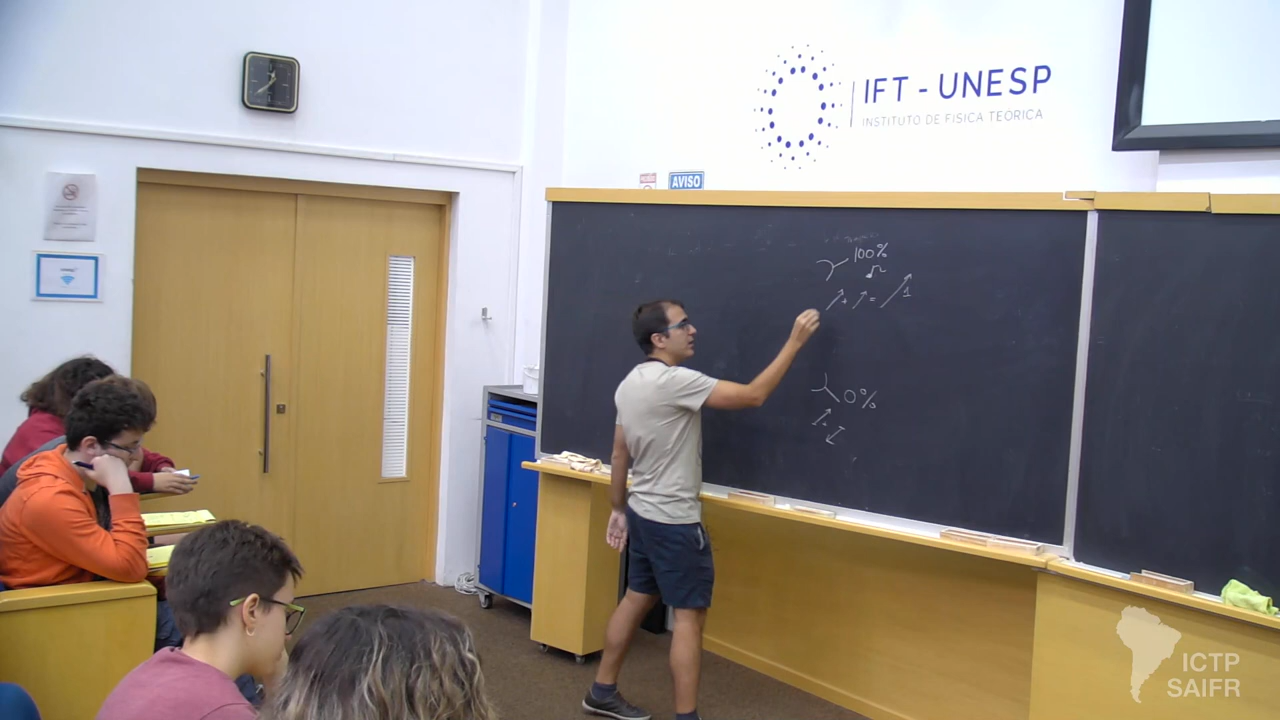 IFT - UNESP
INSTITUTO DE FÍSICA TEÓRICA
AVISO
100%
+ = 1
0%
+
ICTP
SAIFR